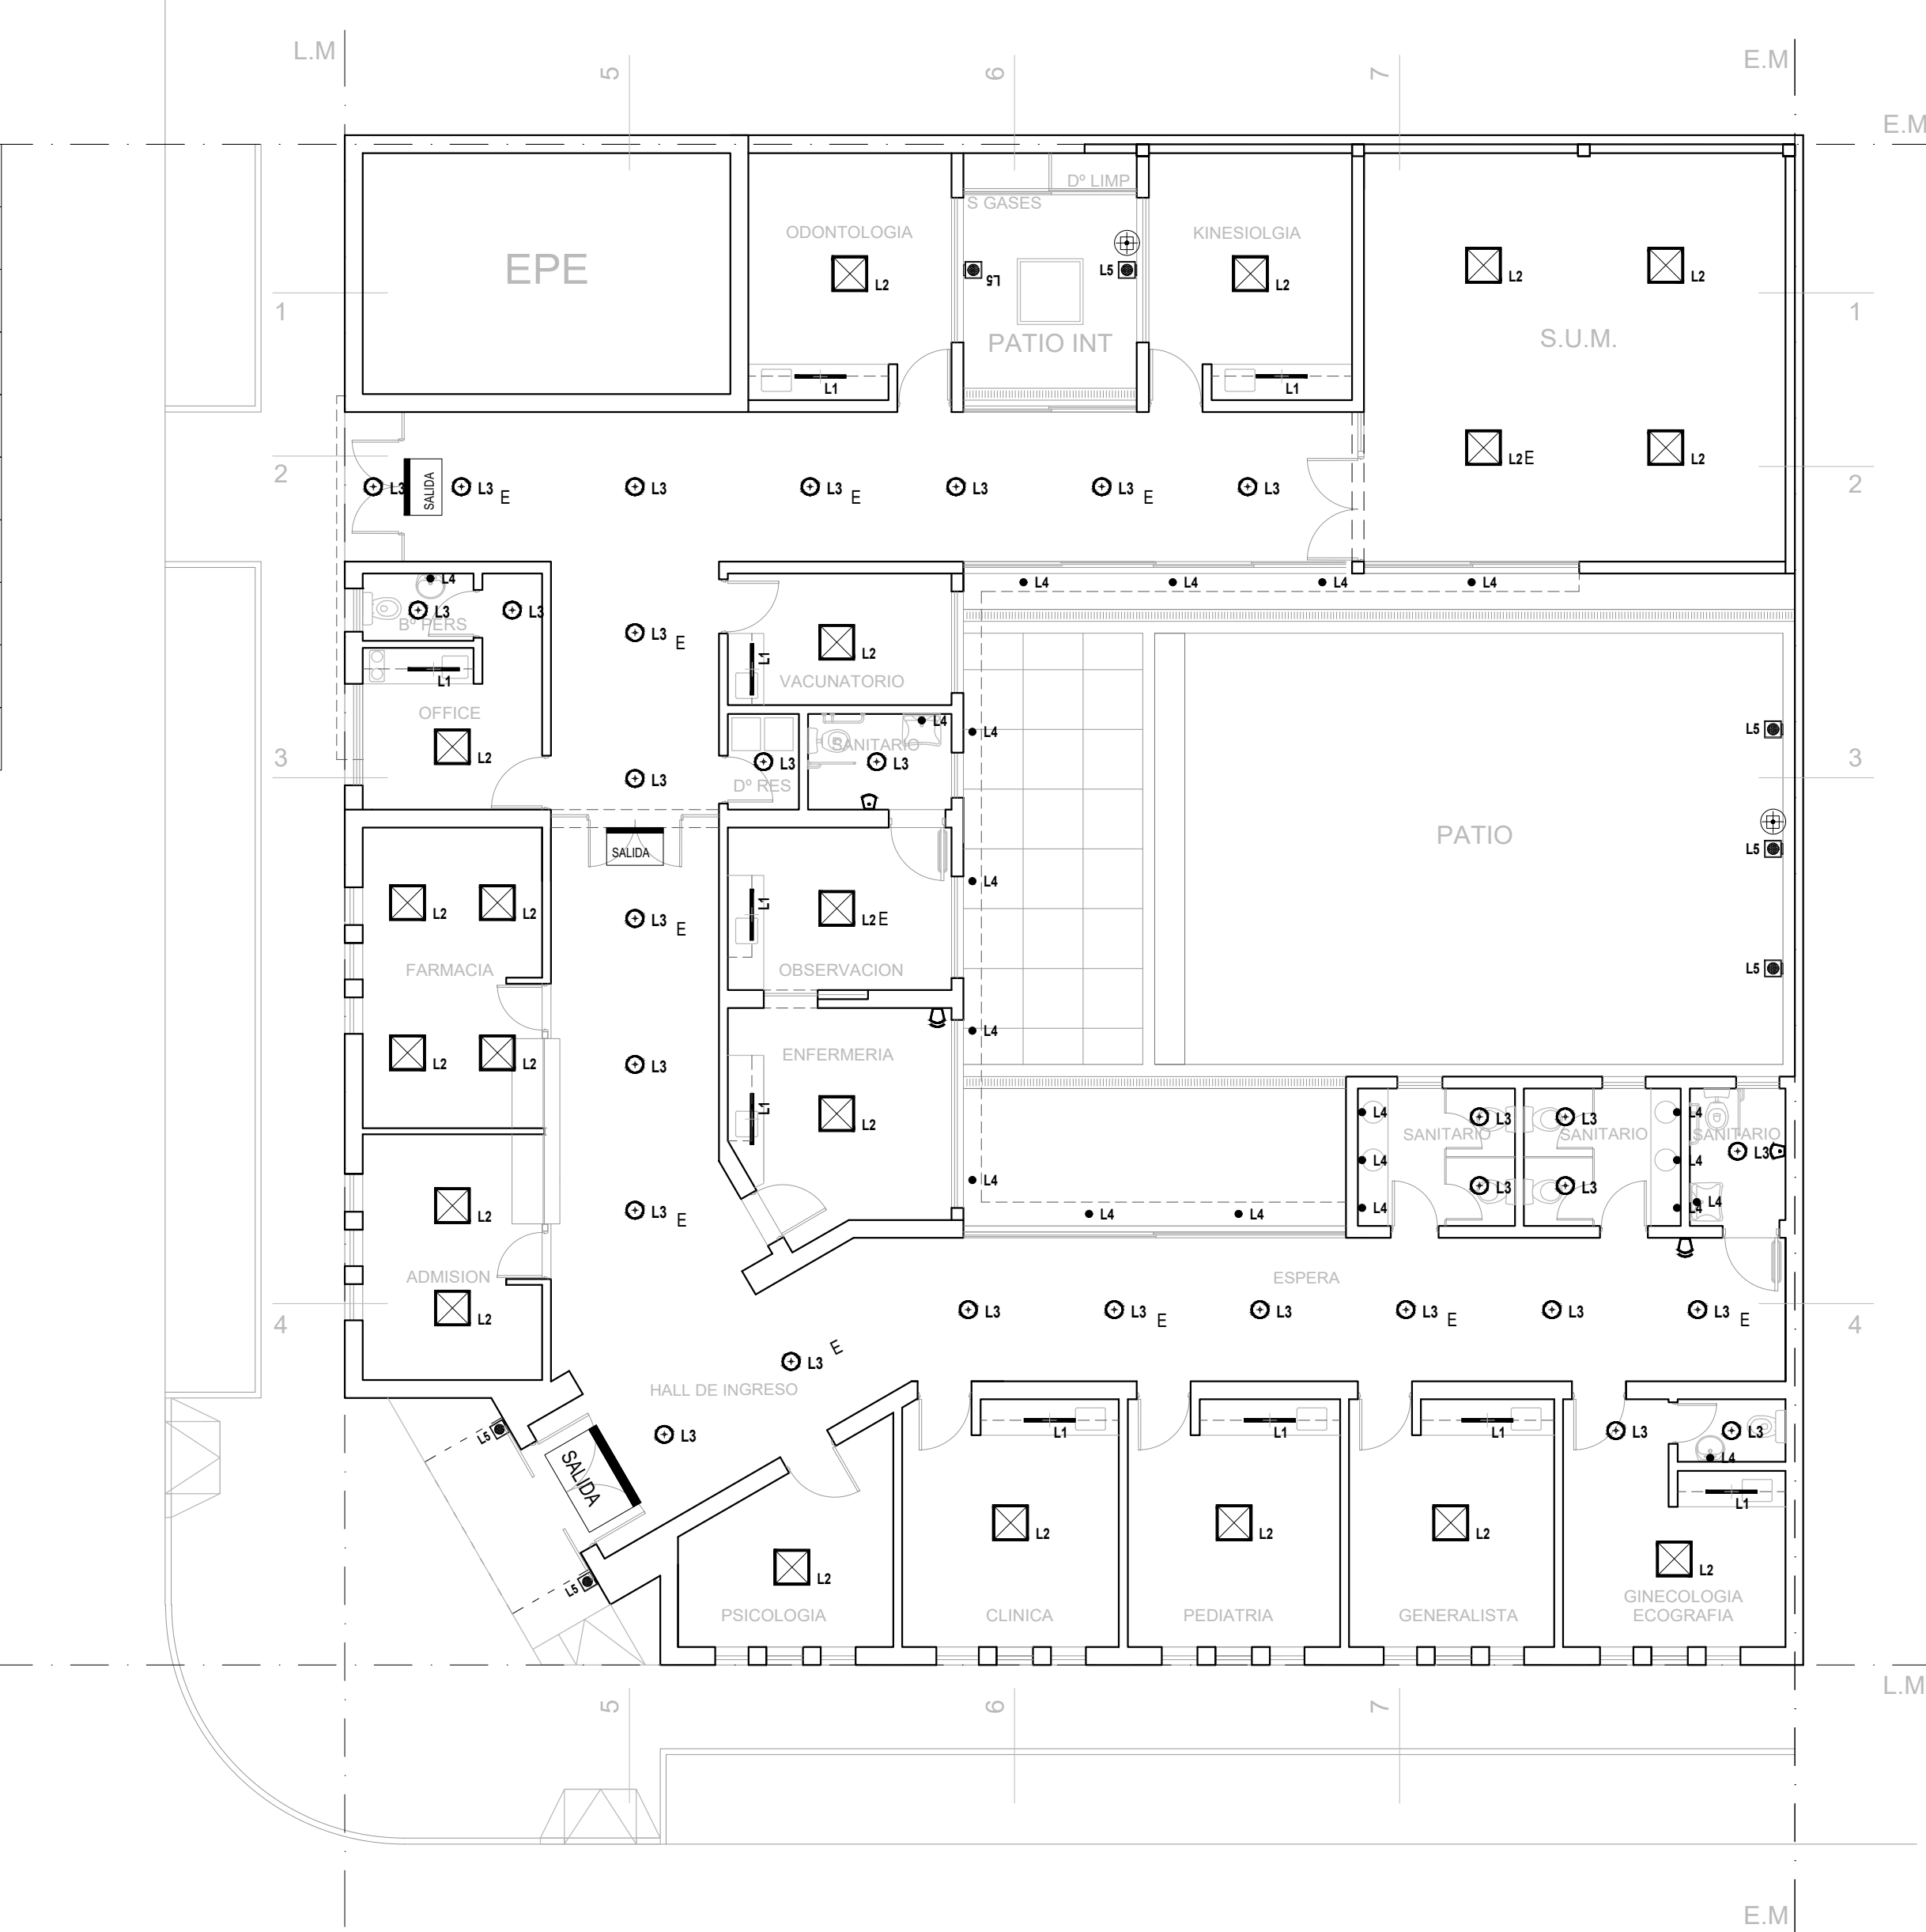 L.M
E.M
5
6
7
E.M
Dº LIMP
S GASES
ODONTOLOGIA
KINESIOLGIA
EPE
L2
L5
L5
L2
L2
L2
1
1
PATIO INT
S.U.M.
L1
L1
L2E
L2
2
2
L3
SALIDA
L3 E
L3
L3 E
L3
L3 E
L3
L4
L4
L4
L4
L4
L3
L3
Bº PERS
L3 E
L1
L2
VACUNATORIO
L1
OFFICE
L4
L4
L5
SANITARIO
L2
L3
L3
3
3
L3
Dº RES
SALIDA
PATIO
L5
L4
L2
L2
L1
L2E
L3 E
FARMACIA
OBSERVACION
L5
L4
ENFERMERIA
L2
L2
L3
L1
L2
L4
L3
L3
L4
SANITARIO
SANITARIO
SANITARIO
L3
L4
L4
L4
L3
L3
L4
L2
L3 E
L4
L4
L4
L4
L4
ADMISION
ESPERA
L2
L3
L3 E
L3
L3 E
L3
L3 E
4
4
L3 E
HALL DE INGRESO
L5
L3
L1
L1
L1
L3
L3
L4
SALIDA
L1
L2
L2
L2
L2
L2
L5
GINECOLOGIA
ECOGRAFIA
PSICOLOGIA
CLINICA
PEDIATRIA
GENERALISTA
L.M
5
6
7
E.M